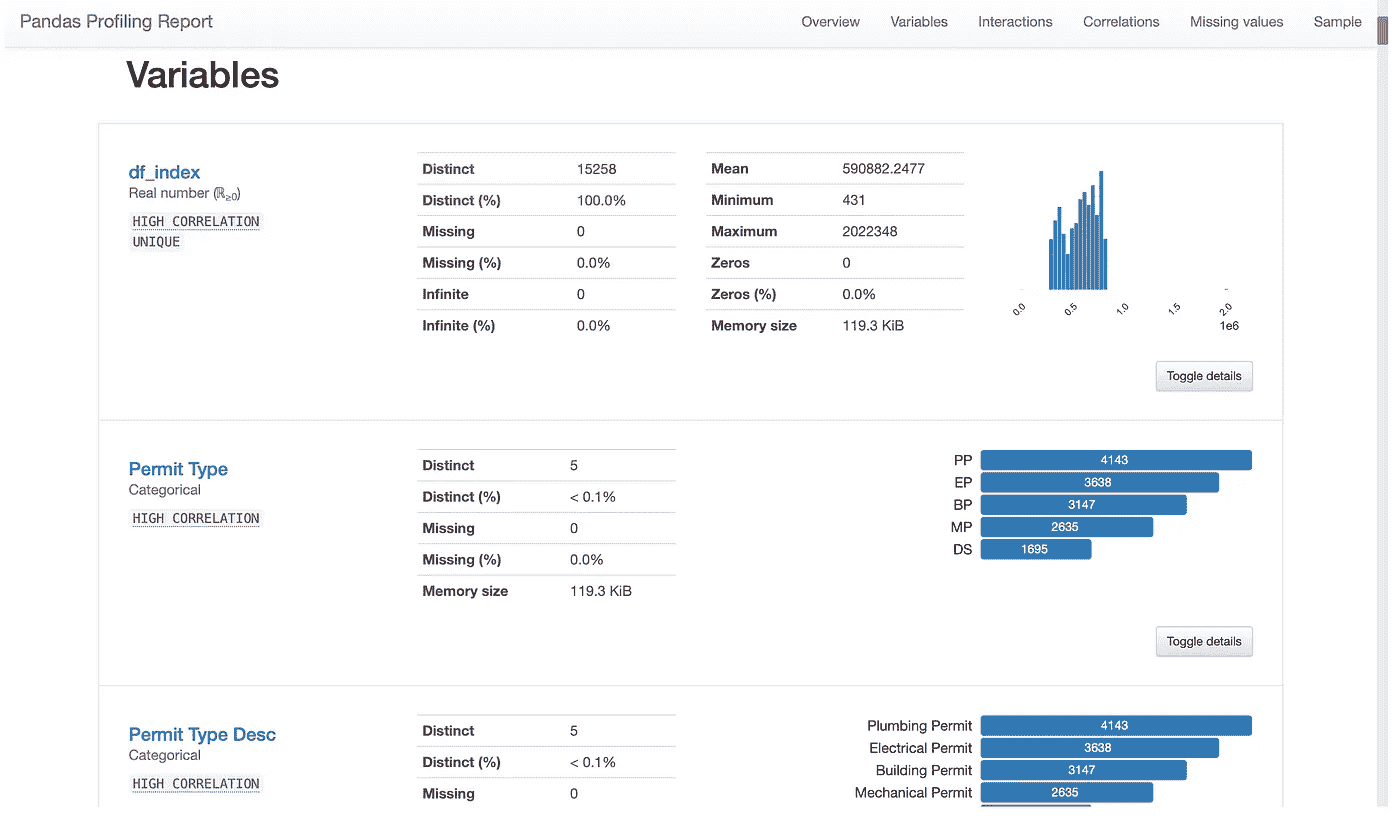 Pandas Profiling Report Overview Variables Interactions Correlations Missing values Sample
Variables
df_index
Real number (ℝ≥0)
HIGH CORRELATION
UNIQUE
Distinct 15258
Distinct (%) 100.0%
Missing 0
Missing (%) 0.0%
Infinite 0
Infinite (%) 0.0%
Mean 590882.2477
Minimum 431
Maximum 2022348
Zeros 0
Zeros (%) 0.0%
Memory size 119.3 KiB
0.0 0.5 1.0 1.5 2.0
1e6
Toggle details
Permit Type
Categorical
HIGH CORRELATION
Distinct 5
Distinct (%) < 0.1%
Missing 0
Missing (%) 0.0%
Memory size 119.3 KiB
PP 4143
EP 3638
BP 3147
MP 2635
DS 1695
Toggle details
Permit Type Desc
Categorical
HIGH CORRELATION
Distinct 5
Distinct (%) < 0.1%
Missing 0
Plumbing Permit 4143
Electrical Permit 3638
Building Permit 3147
Mechanical Permit 2635